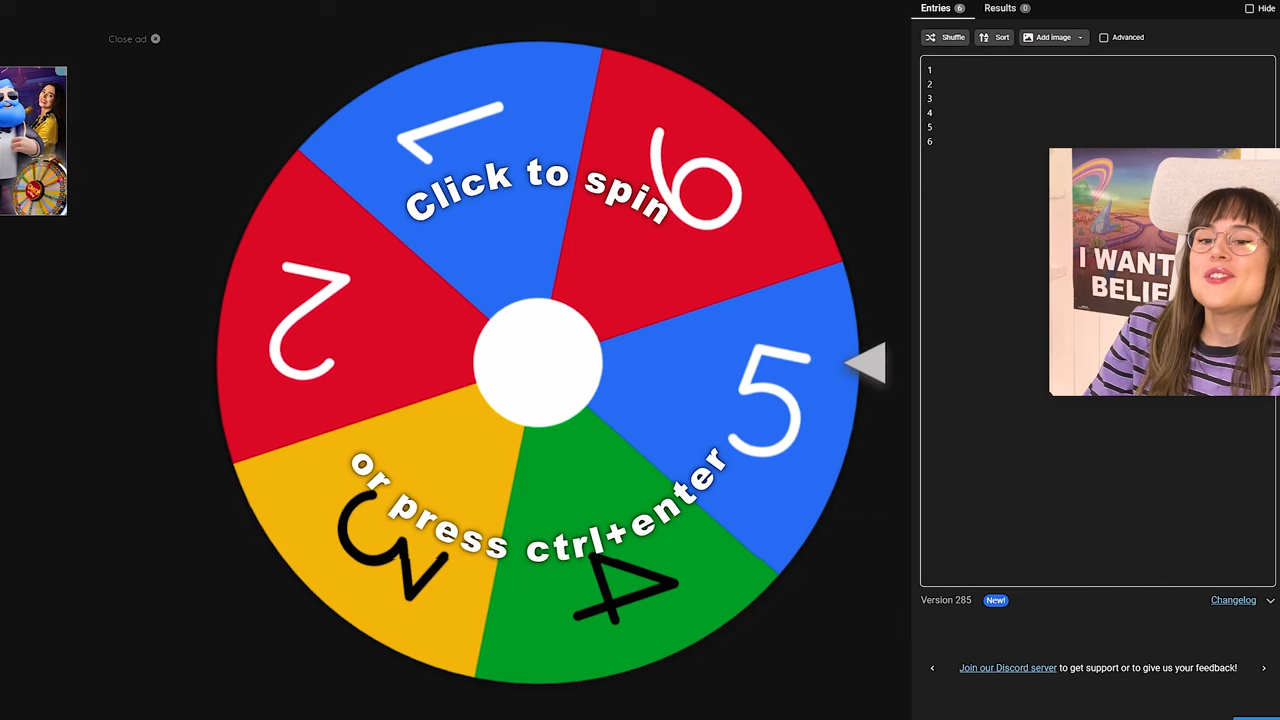 Entries 6
Results 0
Hide
Close ad
Shuffle
Sort
Add image
Advanced
1
2
3
4
5
6
1
6
Click to spin
2
5
or press ctrl+enter
3
4
I WANT
BELIE
Version 285
New!
Changelog
Join our Discord server to get support or to give us your feedback!